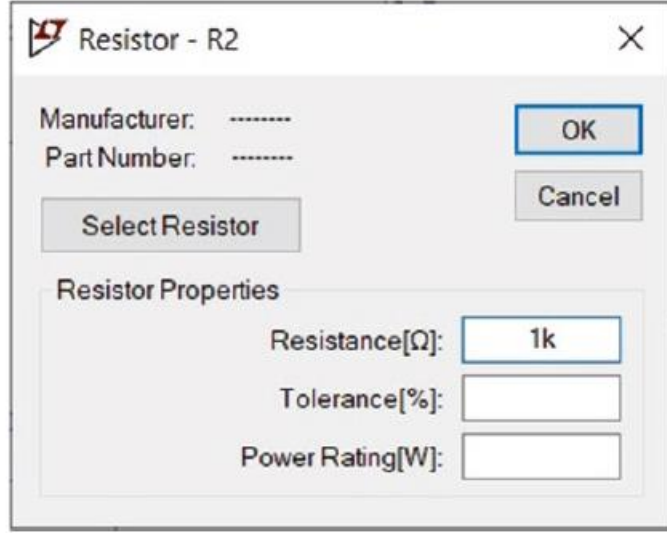 Resistor - R2
Manufacturer: --------
Part Number: --------
OK
Cancel
Select Resistor
Resistor Properties
Resistance[Ω]: 1k
Tolerance[%]:
Power Rating[W]: